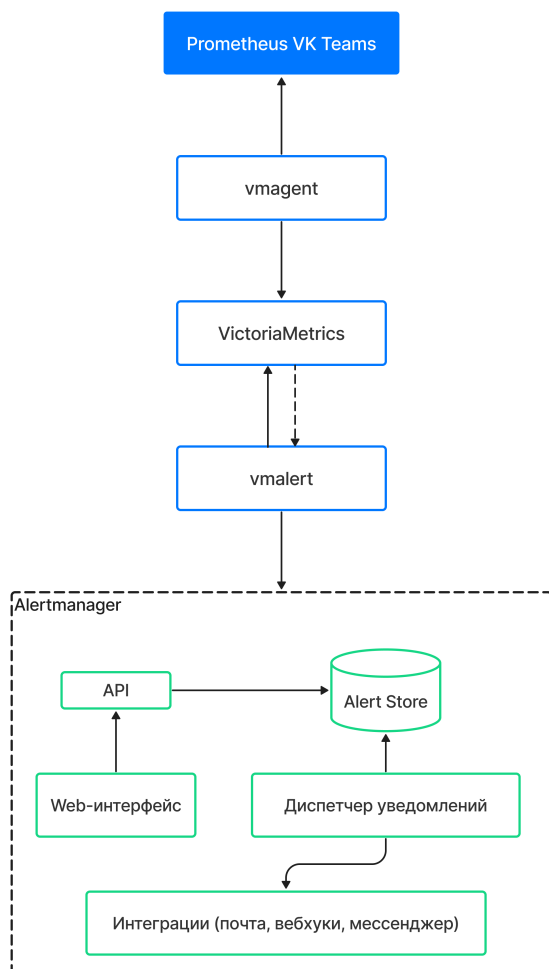 Prometheus VK Teams
vmagent
VictoriaMetrics
vmalert
Alertmanager
API
Alert Store
Web-интерфейс
Диспетчер уведомлений
Интеграции (почта, вебхуки, мессенджер)